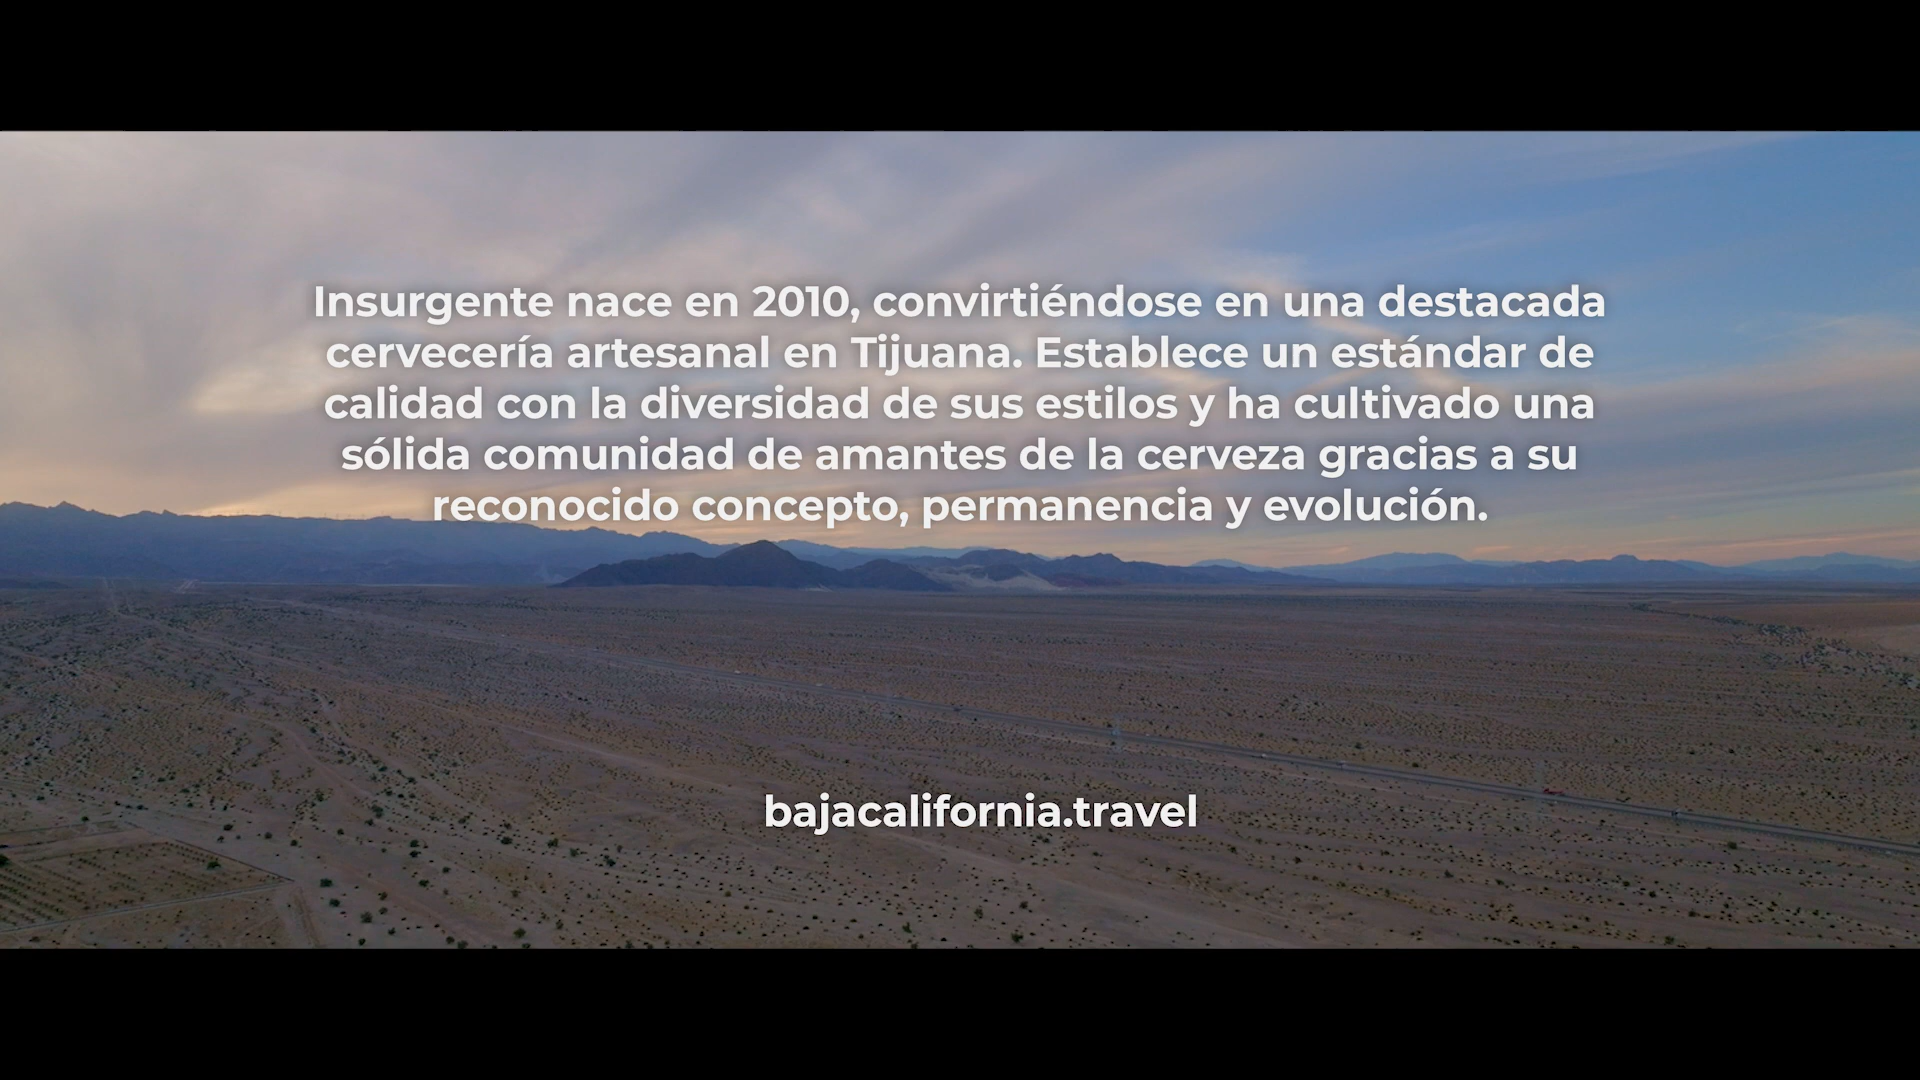 Insurgente nace en 2010, convirtiéndose en una destacada
cervecería artesanal en Tijuana. Establece un estándar de
calidad con la diversidad de sus estilos y ha cultivado una
sólida comunidad de amantes de la cerveza gracias a su
reconocido concepto, permanencia y evolución.
bajacalifornia.travel